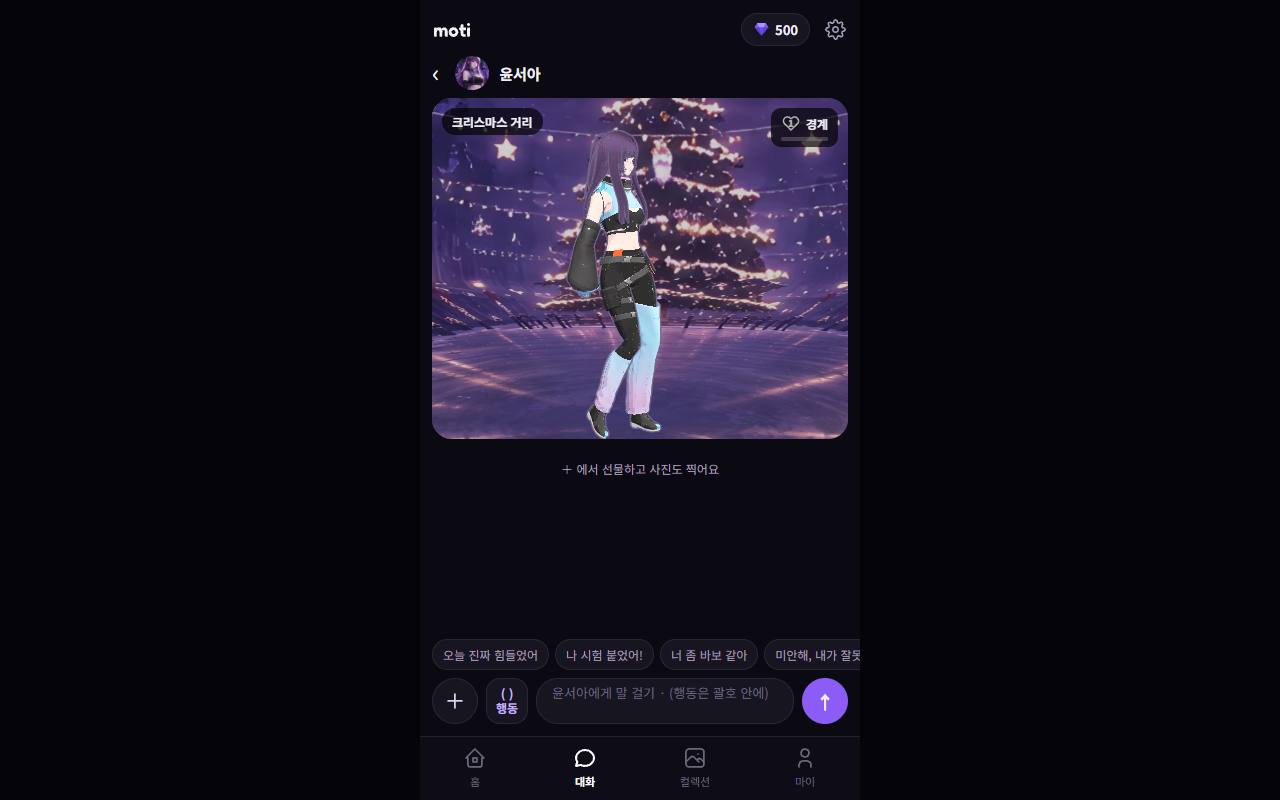 moti
500
윤서아
크리스마스 거리
1 경계
+ 에서 선물하고 사진도 찍어요
오늘 진짜 힘들었어
나 시험 붙었어!
너 좀 바보 같아
미안해, 내가 잘못
( )
행동
윤서아에게 말 걸기 · (행동은 괄호 안에)
홈
대화
컬렉션
마이